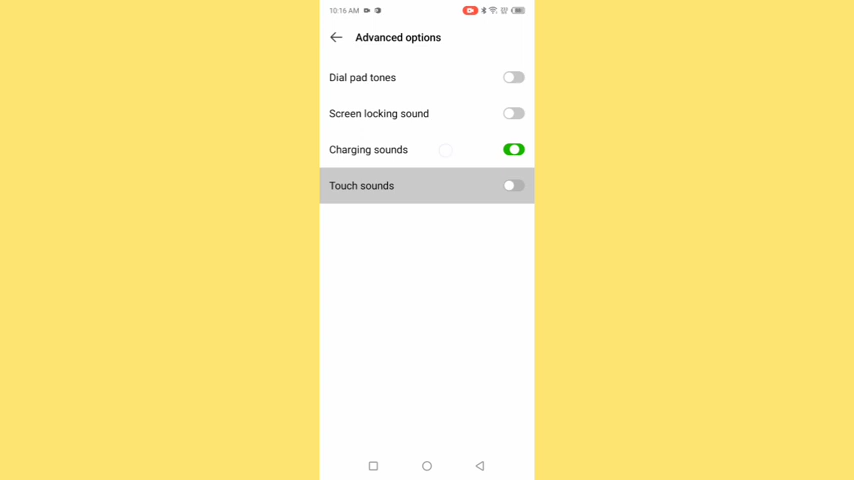 10:16 AM
Advanced options
Dial pad tones
Screen locking sound
Charging sounds
Touch sounds